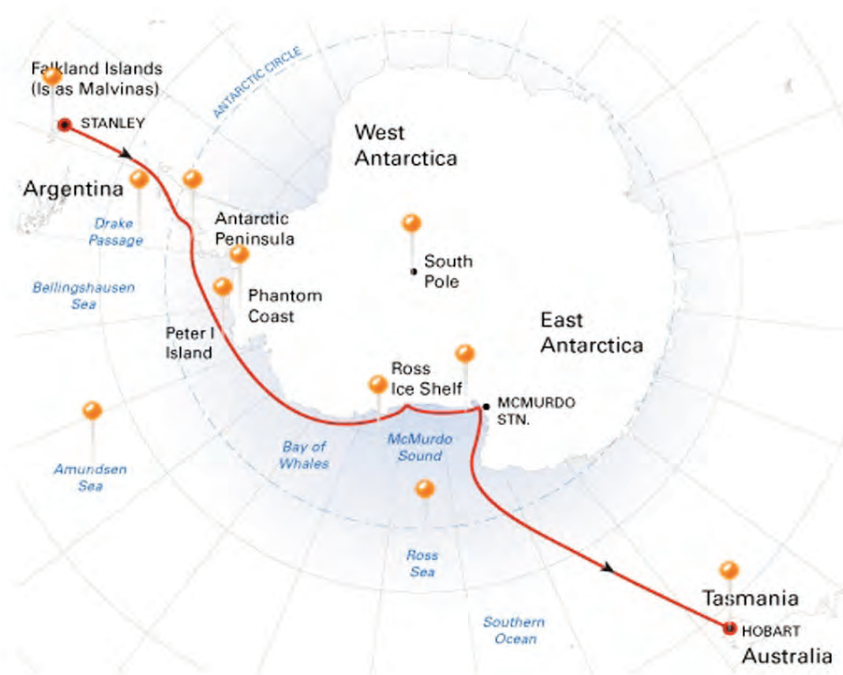 Falkland Islands
(Islas Malvinas)
STANLEY
ANTARCTIC CIRCLE
West
Antarctica
Argentina
Drake
Passage
Antarctic
Peninsula
South
Pole
Bellingshausen
Sea
Phantom
Coast
Peter I
Island
East
Antarctica
Ross
Ice Shelf
MCMURDO
STN.
Bay of
Whales
McMurdo
Sound
Amundsen
Sea
Ross
Sea
Southern
Ocean
Tasmania
HOBART
Australia